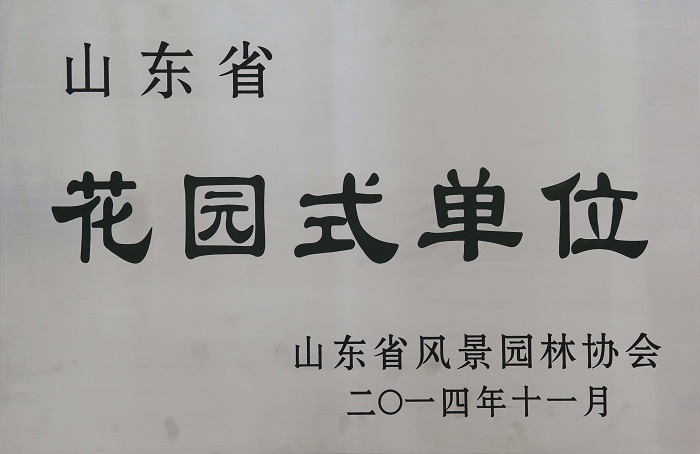 山东省
花园式单位
山东省风景园林协会
二〇一四年十一月